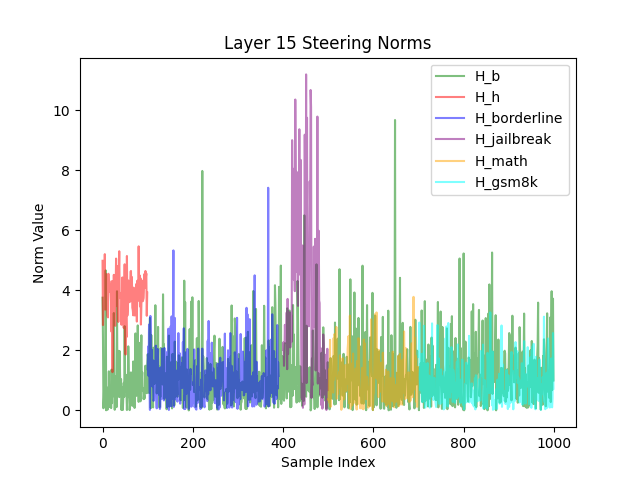 Layer 15 Steering Norms
H_b
H_h
H_borderline
H_jailbreak
H_math
H_gsm8k
Norm Value
10
8
6
4
2
0
0 200 400 600 800 1000
Sample Index